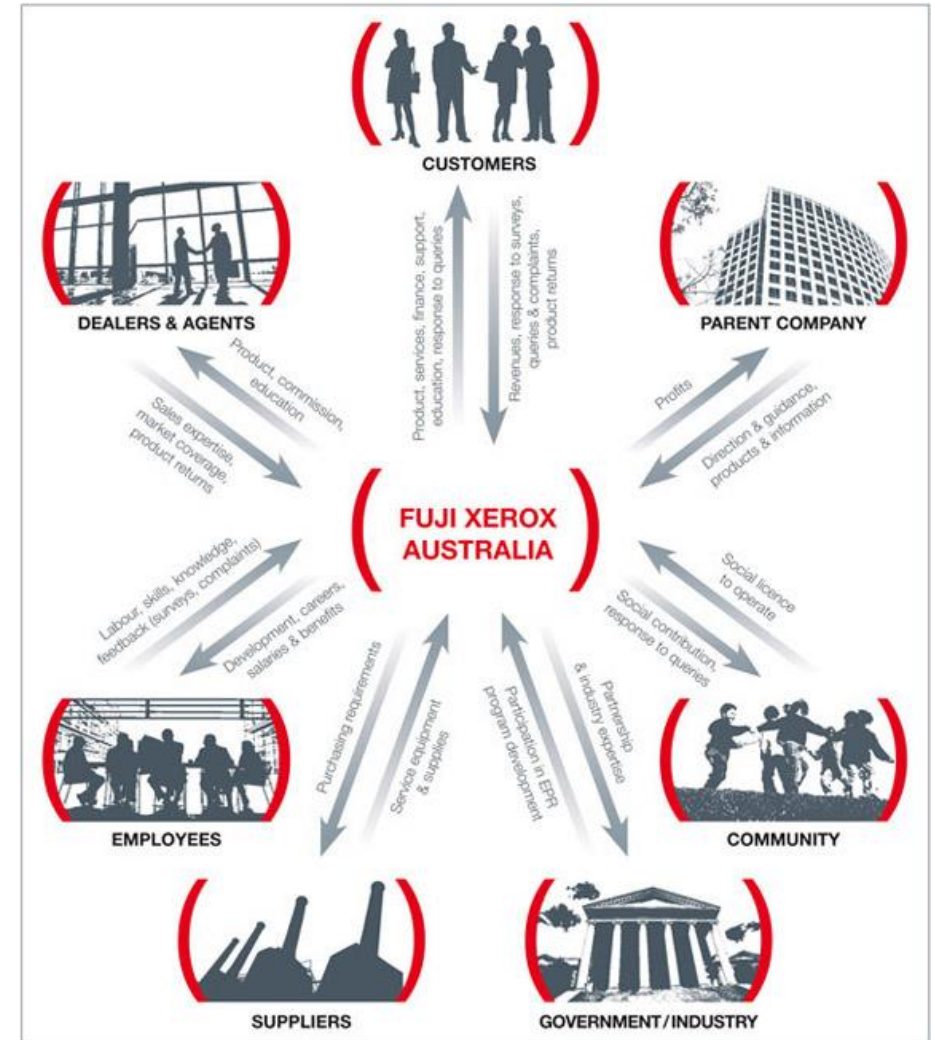 CUSTOMERS
DEALERS & AGENTS
PARENT COMPANY
Product, services, finance, support,
education, response to queries
Revenues, response to surveys,
queries & complaints,
product returns
Product, commission,
education
Sales expertise,
market coverage,
product returns
Profits
Direction & guidance,
products & information
FUJI XEROX
AUSTRALIA
Labour, skills, knowledge,
feedback (surveys, complaints)
Development, careers,
salaries & benefits
Social licence
to operate
Social contribution,
response to queries
Purchasing requirements
Service equipment
& supplies
Participation in EPR
program development
Partnership
& industry expertise
EMPLOYEES
COMMUNITY
SUPPLIERS
GOVERNMENT/INDUSTRY